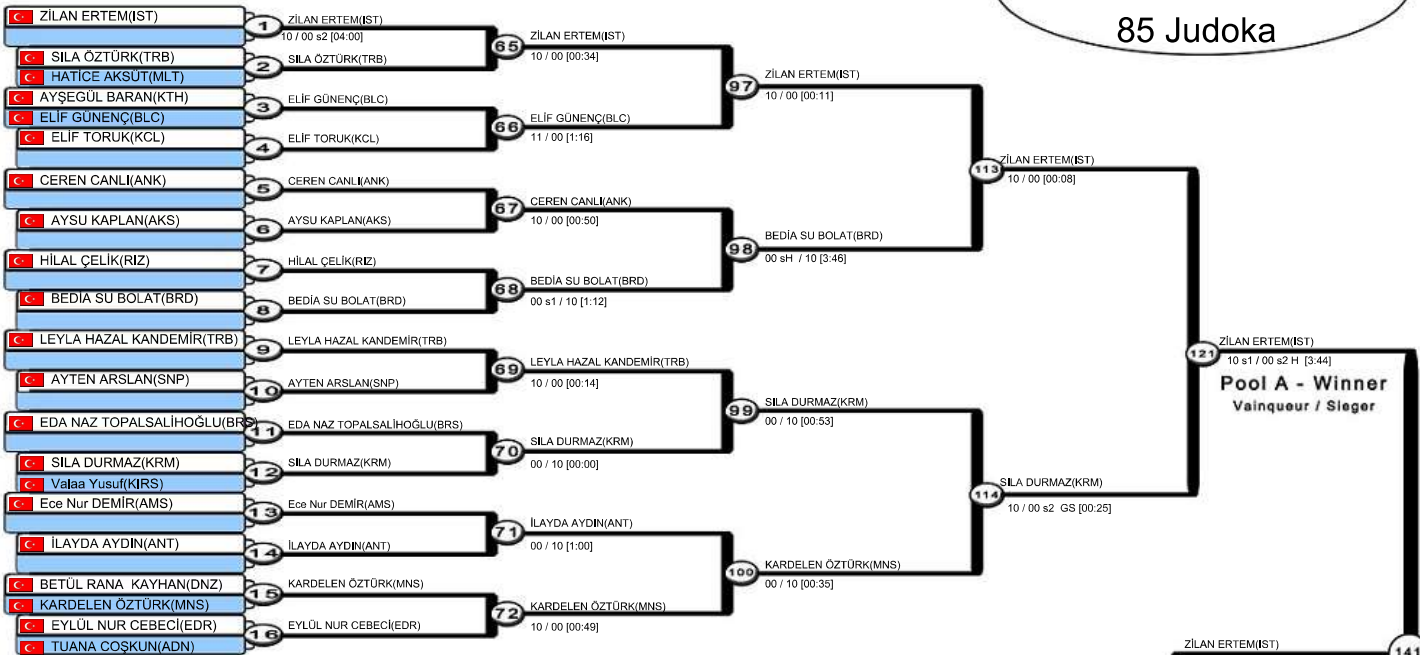 85 Judoka
ZİLAN ERTEM(IST)
1
SILA ÖZTÜRK(TRB)
HATİCE AKSÜT(MLT)
2
AYŞEGÜL BARAN(KTH)
ELİF GÜNENÇ(BLC)
3
ELİF TORUK(KCL)
4
CEREN CANLI(ANK)
5
AYSU KAPLAN(AKS)
6
HİLAL ÇELİK(RIZ)
7
BEDİA SU BOLAT(BRD)
8
LEYLA HAZAL KANDEMİR(TRB)
9
AYTEN ARSLAN(SNP)
10
EDA NAZ TOPALSALİHOĞLU(BRS)
11
SILA DURMAZ(KRM)
Valaa Yusuf(KIRS)
12
Ece Nur DEMİR(AMS)
13
İLAYDA AYDIN(ANT)
14
BETÜL RANA KAYHAN(DNZ)
KARDELEN ÖZTÜRK(MNS)
15
EYLÜL NUR CEBECİ(EDR)
TUANA COŞKUN(ADN)
16
ZİLAN ERTEM(IST)
10 / 00 s2 [04:00]
SILA ÖZTÜRK(TRB)
65
ELİF GÜNENÇ(BLC)
ELİF TORUK(KCL)
66
CEREN CANLI(ANK)
AYSU KAPLAN(AKS)
67
HİLAL ÇELİK(RIZ)
BEDİA SU BOLAT(BRD)
68
LEYLA HAZAL KANDEMİR(TRB)
AYTEN ARSLAN(SNP)
69
EDA NAZ TOPALSALİHOĞLU(BRS)
SILA DURMAZ(KRM)
70
Ece Nur DEMİR(AMS)
İLAYDA AYDIN(ANT)
71
KARDELEN ÖZTÜRK(MNS)
EYLÜL NUR CEBECİ(EDR)
72
ZİLAN ERTEM(IST)
10 / 00 [00:34]
ELİF GÜNENÇ(BLC)
11 / 00 [1:16]
97
CEREN CANLI(ANK)
10 / 00 [00:50]
BEDİA SU BOLAT(BRD)
00 s1 / 10 [1:12]
98
LEYLA HAZAL KANDEMİR(TRB)
10 / 00 [00:14]
SILA DURMAZ(KRM)
00 / 10 [00:00]
99
İLAYDA AYDIN(ANT)
00 / 10 [1:00]
KARDELEN ÖZTÜRK(MNS)
10 / 00 [00:49]
100
ZİLAN ERTEM(IST)
10 / 00 [00:11]
BEDİA SU BOLAT(BRD)
00 sH / 10 [3:46]
113
SILA DURMAZ(KRM)
00 / 10 [00:53]
KARDELEN ÖZTÜRK(MNS)
00 / 10 [00:35]
114
ZİLAN ERTEM(IST)
10 / 00 [00:08]
SILA DURMAZ(KRM)
10 / 00 s2 GS [00:25]
121
ZİLAN ERTEM(IST)
10 s1 / 00 s2 H [3:44]
Pool A - Winner
Vainqueur / Sieger
ZİLAN ERTEM(IST)
141